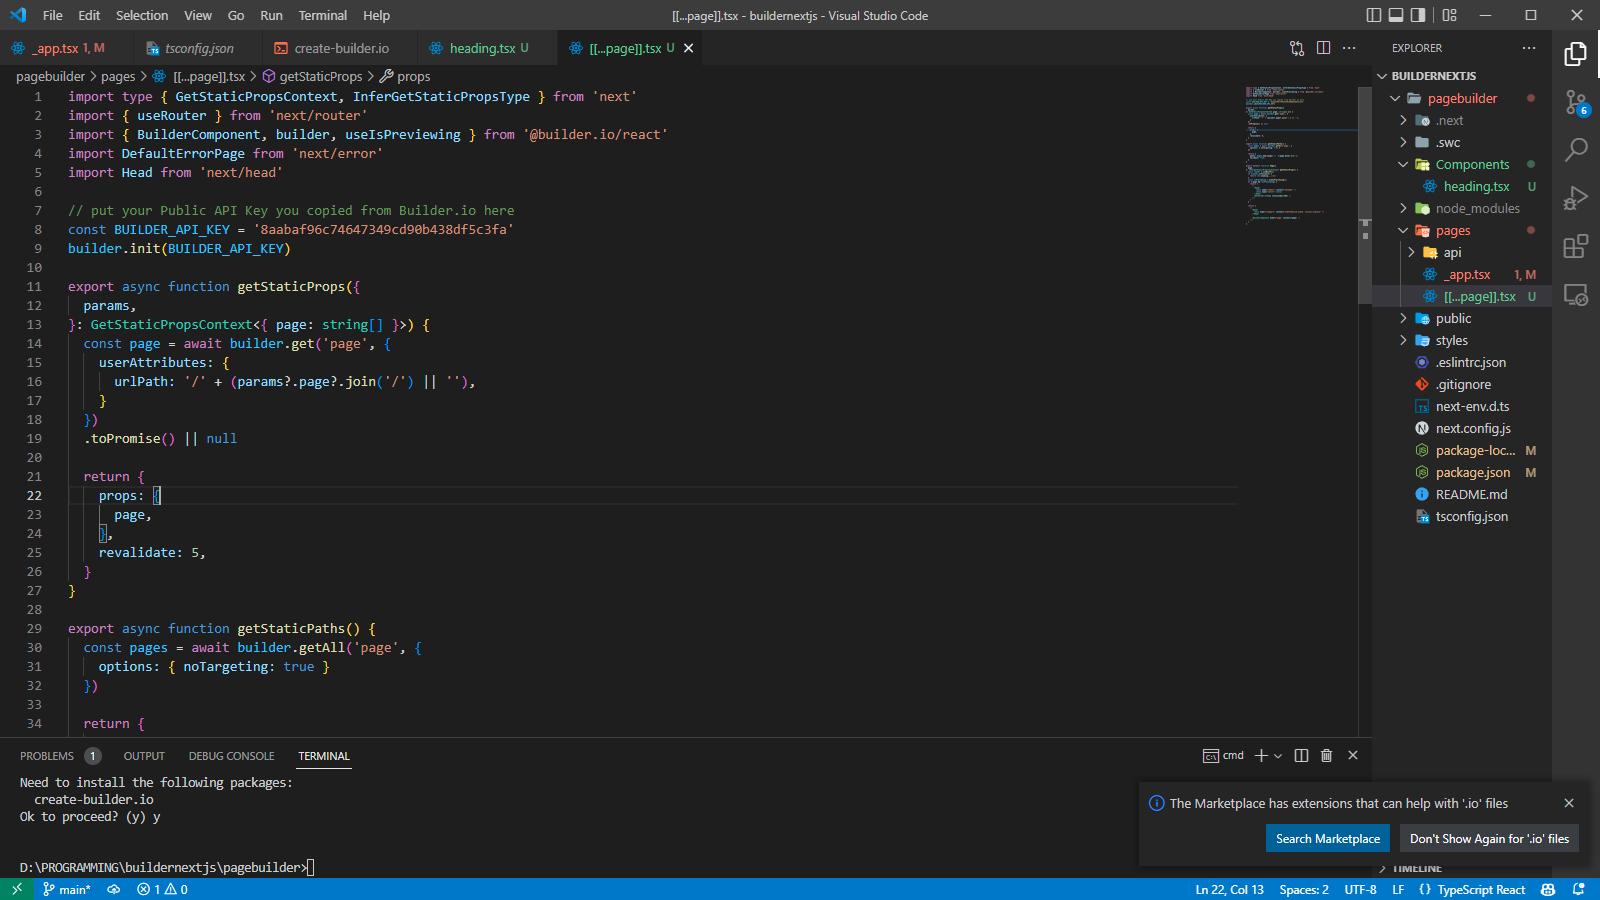 File Edit Selection View Go Run Terminal Help
[[...page]].tsx - buildernextjs - Visual Studio Code
_app.tsx 1, M
tsconfig.json
create-builder.io
heading.tsx U
[[...page]].tsx U
pagebuilder > pages > [[...page]].tsx > getStaticProps > props
1 import type { GetStaticPropsContext, InferGetStaticPropsType } from 'next'
2 import { useRouter } from 'next/router'
3 import { BuilderComponent, builder, useIsPreviewing } from '@builder.io/react'
4 import DefaultErrorPage from 'next/error'
5 import Head from 'next/head'
6
7 // put your Public API Key you copied from Builder.io here
8 const BUILDER_API_KEY = '8aabaf96c74647349cd90b438df5c3fa'
9 builder.init(BUILDER_API_KEY)
10
11 export async function getStaticProps({
12 params,
13 }: GetStaticPropsContext<{ page: string[] }>) {
14 const page = await builder.get('page', {
15 userAttributes: {
16 urlPath: '/' + (params?.page?.join('/') || ''),
17 }
18 })
19 .toPromise() || null
20
21 return {
22 props: {
23 page,
24 },
25 revalidate: 5,
26 }
27 }
28
29 export async function getStaticPaths() {
30 const pages = await builder.getAll('page', {
31 options: { noTargeting: true }
32 })
33
34 return {
EXPLORER
BUILDERNEXTJS
pagebuilder
.next
.swc
Components
heading.tsx U
node_modules
pages
api
_app.tsx 1, M
[[...page]].tsx U
public
styles
.eslintrc.json
.gitignore
next-env.d.ts
next.config.js
package-loc... M
package.json M
README.md
tsconfig.json
TIMELINE
6
PROBLEMS 1 OUTPUT DEBUG CONSOLE TERMINAL
cmd
Need to install the following packages:
create-builder.io
Ok to proceed? (y) y
D:\PROGRAMMING\buildernextjs\pagebuilder>
The Marketplace has extensions that can help with '.io' files
Search Marketplace
Don't Show Again for '.io' files
main* 1 0
Ln 22, Col 13 Spaces: 2 UTF-8 LF {} TypeScript React